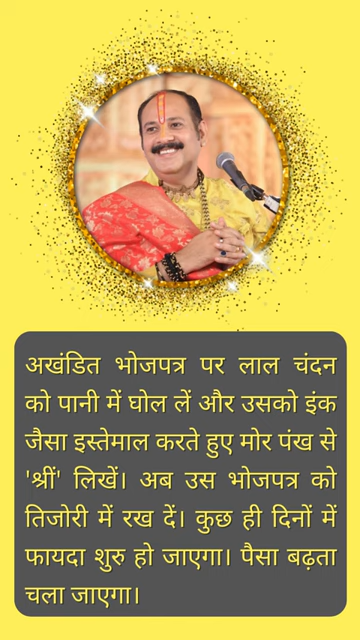 अखंडित भोजपत्र पर लाल चंदन
को पानी में घोल लें और उसको इंक
जैसा इस्तेमाल करते हुए मोर पंख से
'श्रीं' लिखें। अब उस भोजपत्र को
तिजोरी में रख दें। कुछ ही दिनों में
फायदा शुरु हो जाएगा। पैसा बढ़ता
चला जाएगा।